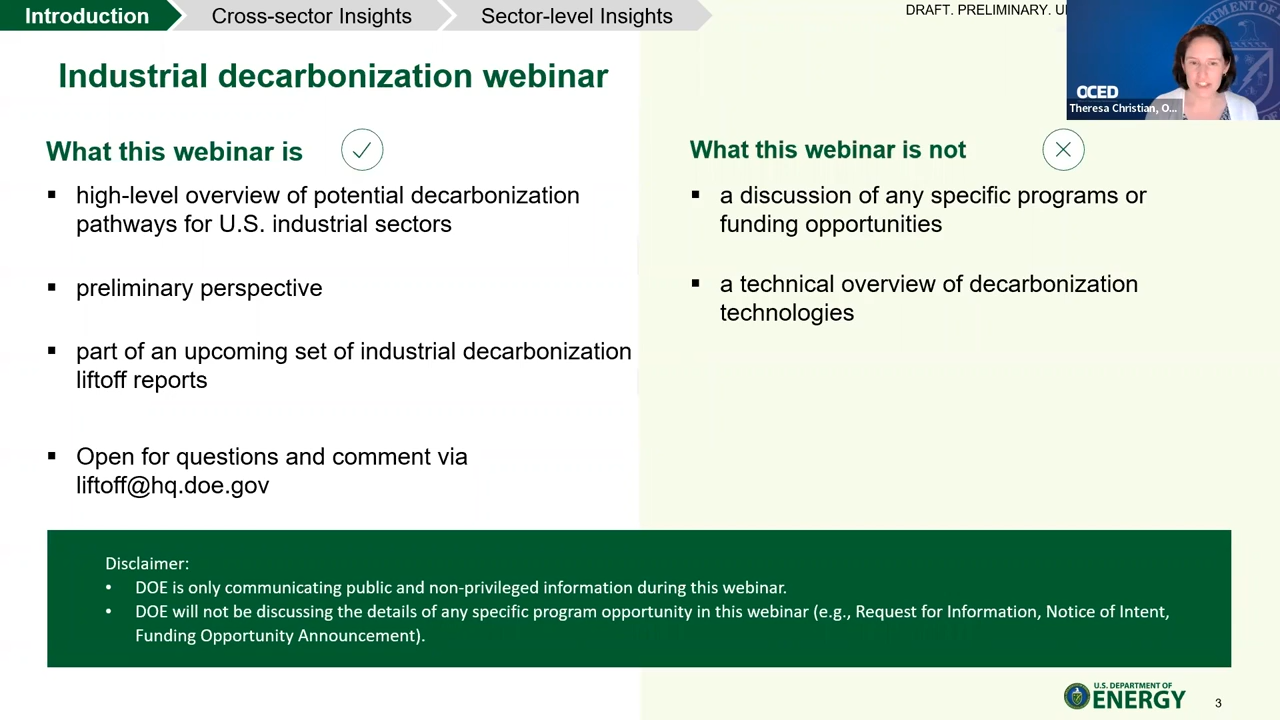 Introduction
Cross-sector Insights
Sector-level Insights
DRAFT. PRELIMINARY.
Industrial decarbonization webinar
OCED
Theresa Christian, O...
What this webinar is
▪ high-level overview of potential decarbonization
pathways for U.S. industrial sectors
▪ preliminary perspective
▪ part of an upcoming set of industrial decarbonization
liftoff reports
▪ Open for questions and comment via
liftoff@hq.doe.gov
What this webinar is not
▪ a discussion of any specific programs or
funding opportunities
▪ a technical overview of decarbonization
technologies
Disclaimer:
• DOE is only communicating public and non-privileged information during this webinar.
• DOE will not be discussing the details of any specific program opportunity in this webinar (e.g., Request for Information, Notice of Intent,
Funding Opportunity Announcement).
U.S. DEPARTMENT OF
ENERGY
3